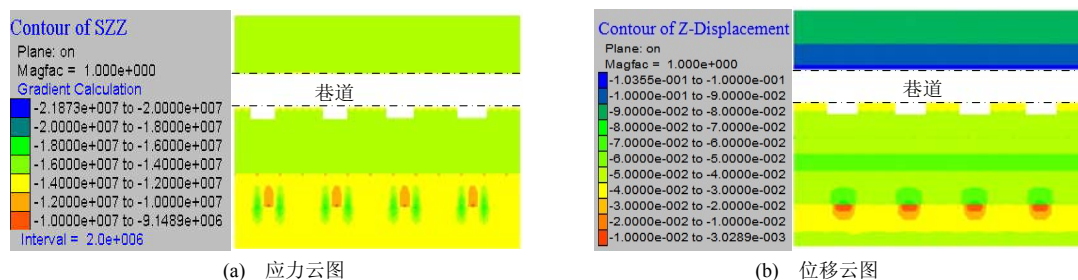 Contour of SZZ
Plane: on
Magfac = 1.000e+000
Gradient Calculation
-2.1873e+007 to -2.0000e+007
-2.0000e+007 to -1.8000e+007
-1.8000e+007 to -1.6000e+007
-1.6000e+007 to -1.4000e+007
-1.4000e+007 to -1.2000e+007
-1.2000e+007 to -1.0000e+007
-1.0000e+007 to -9.1489e+006
Interval = 2.0e+006
巷道
(a) 应力云图
Contour of Z-Displacement
Plane: on
Magfac = 1.000e+000
-1.0355e-001 to -1.0000e-001
-1.0000e-001 to -9.0000e-002
-9.0000e-002 to -8.0000e-002
-8.0000e-002 to -7.0000e-002
-7.0000e-002 to -6.0000e-002
-6.0000e-002 to -5.0000e-002
-5.0000e-002 to -4.0000e-002
-4.0000e-002 to -3.0000e-002
-3.0000e-002 to -2.0000e-002
-2.0000e-002 to -1.0000e-002
-1.0000e-002 to -3.0289e-003
巷道
(b) 位移云图